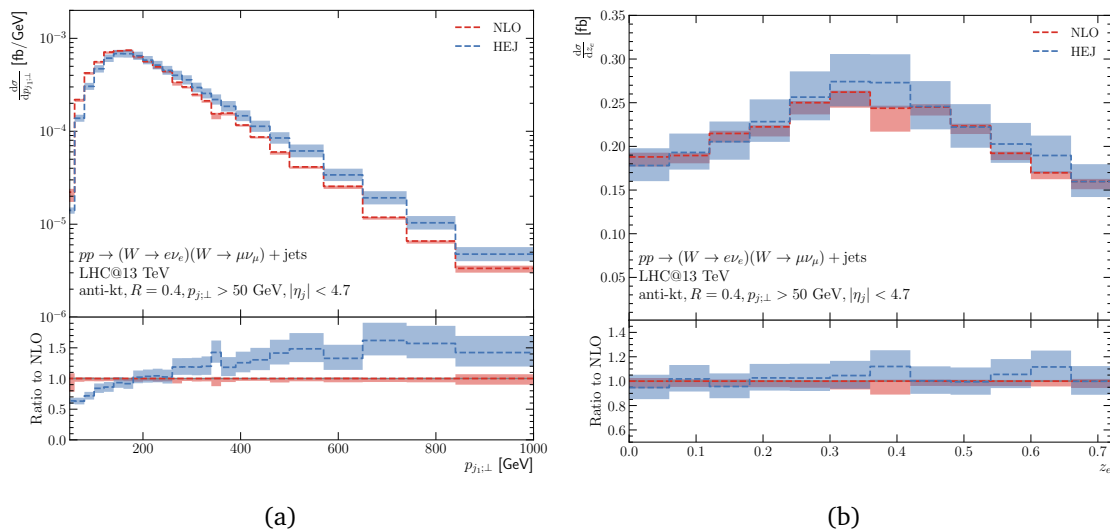 10⁻³
10⁻⁴
10⁻⁵
10⁻⁶
dσ/dp_{j₁;⊥} [fb/GeV]
NLO
HEJ
pp → (W → eν_e)(W → μν_μ) + jets
LHC@13 TeV
anti-kt, R = 0.4, p_{j;⊥} > 50 GeV, |η_j| < 4.7
1.5
1.0
0.5
0.0
Ratio to NLO
200 400 600 800 1000
p_{j₁;⊥} [GeV]
(a)
0.35
0.30
0.25
0.20
0.15
0.10
0.05
dσ/dz_e [fb]
NLO
HEJ
pp → (W → eν_e)(W → μν_μ) + jets
LHC@13 TeV
anti-kt, R = 0.4, p_{j;⊥} > 50 GeV, |η_j| < 4.7
1.4
1.2
1.0
0.8
0.6
Ratio to NLO
0.0 0.1 0.2 0.3 0.4 0.5 0.6 0.7
z_e
(b)